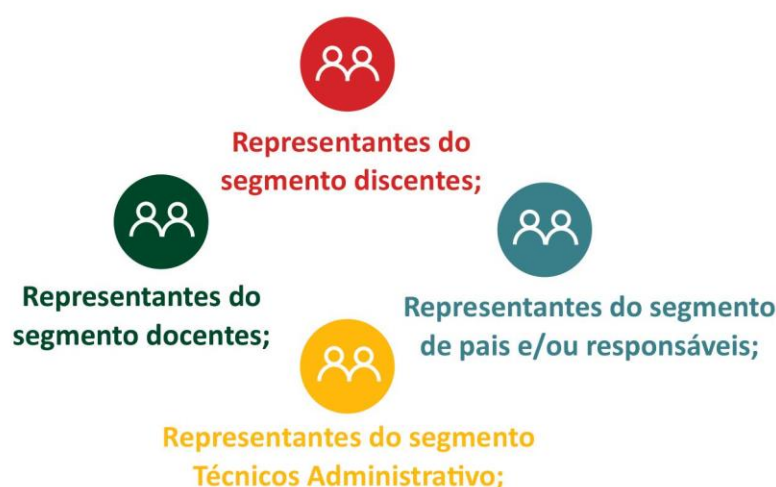 Representantes do
segmento discentes;
Representantes do
segmento docentes;
Representantes do segmento
de pais e/ou responsáveis;
Representantes do segmento
Técnicos Administrativo;